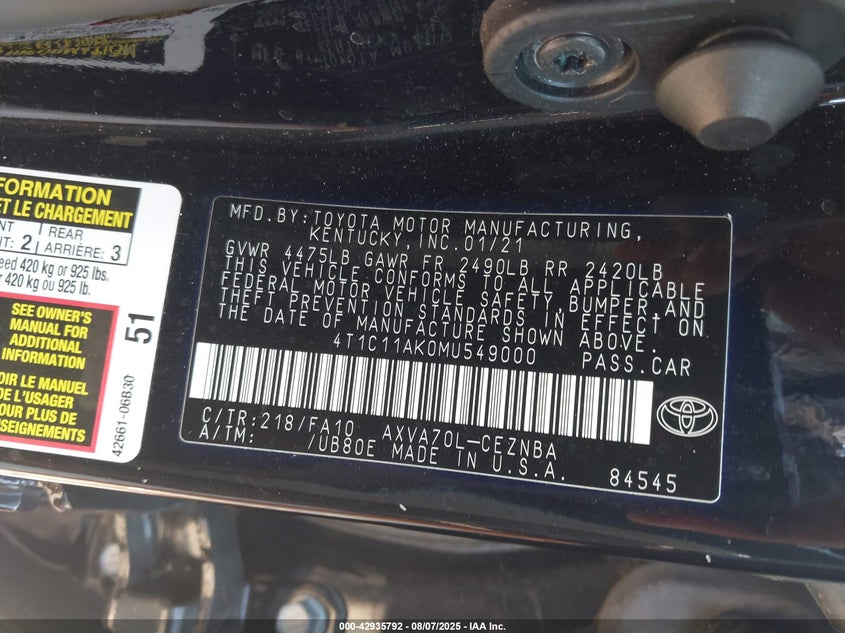 FORMATION
ET LE CHARGEMENT
NT
REAR
IT: 2
ARRIÈRE: 3
eed 420 kg or 925 lbs.
r 420 kg ou 925 lb.
SEE OWNER'S
MANUAL FOR
ADDITIONAL
INFORMATION
OIR LE MANUEL
DE L'USAGER
POUR PLUS DE
SEIGNEMENTS
51
42661-06B30
MFD. BY: TOYOTA MOTOR MANUFACTURING,
KENTUCKY, INC. 01/21
GVWR 4475LB GAWR FR 2490LB RR 2420LB
THIS VEHICLE CONFORMS TO ALL APPLICABLE
FEDERAL MOTOR VEHICLE SAFETY, BUMPER, AND
THEFT PREVENTION STANDARDS IN EFFECT ON
THE DATE OF MANUFACTURE SHOWN ABOVE.
4T1C11AK0MU549000 PASS. CAR
C/TR: 218/FA10 AXVA70L-CEZNBA
A/TM: /UB80E MADE IN U.S.A.
84545
000-42935792 — 08/07/2025 - IAA Inc.